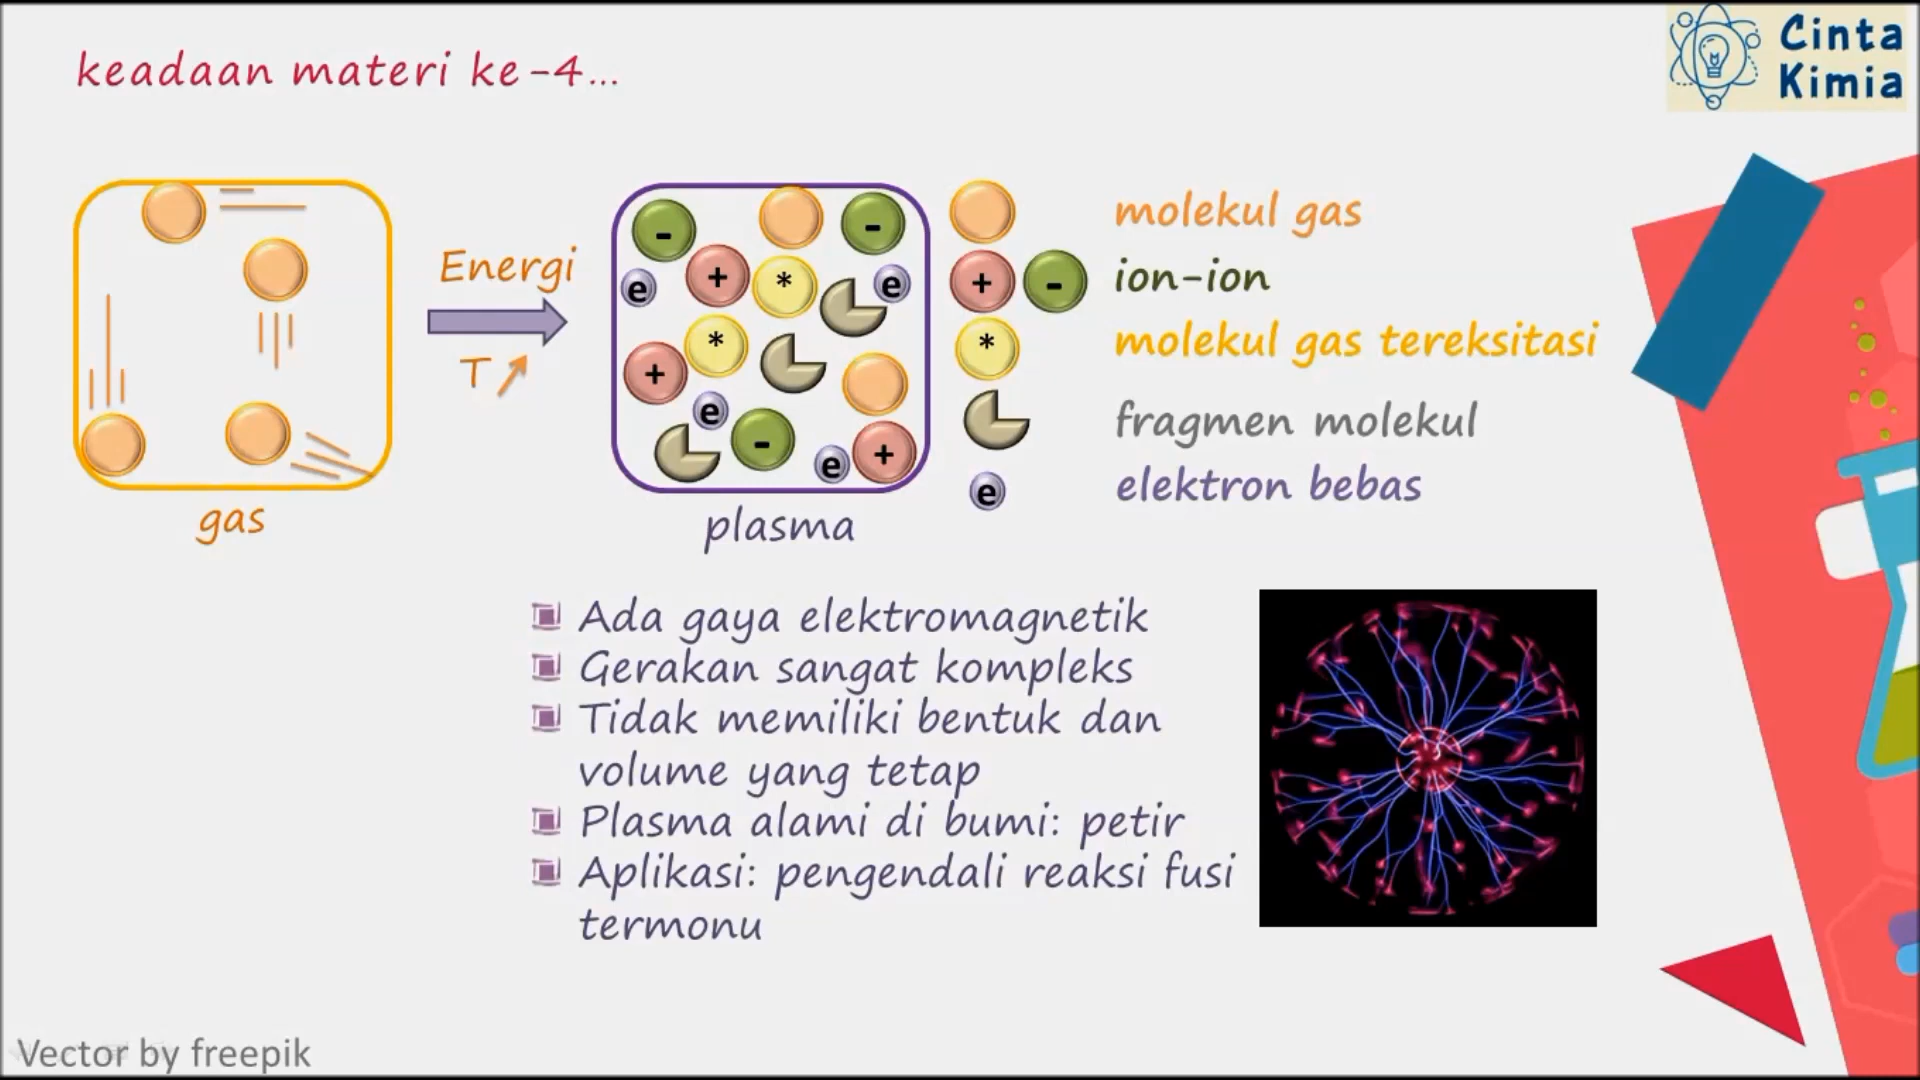 keadaan materi ke-4...
Cinta
Kimia
Energi
T
gas
- - + * e e
* + e - e +
plasma
molekul gas
+ - ion-ion
* molekul gas tereksitasi
fragmen molekul
e elektron bebas
Ada gaya elektromagnetik
Gerakan sangat kompleks
Tidak memiliki bentuk dan
volume yang tetap
Plasma alami di bumi: petir
Aplikasi: pengendali reaksi fusi
termonu
Vector by freepik